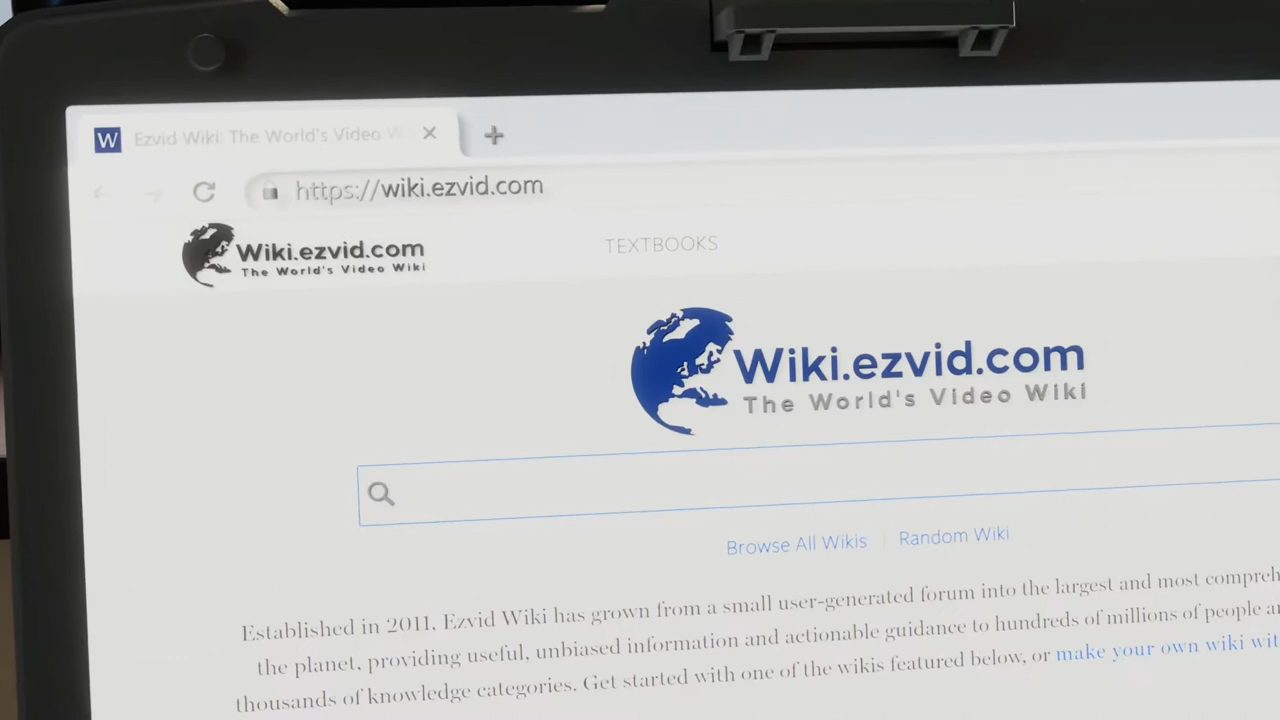 W Ezvid Wiki: The World's Video W
https://wiki.ezvid.com
Wiki.ezvid.com
The World's Video Wiki
TEXTBOOKS
Wiki.ezvid.com
The World's Video Wiki
Browse All Wikis | Random Wiki
Established in 2011, Ezvid Wiki has grown from a small user-generated forum into the largest and most compreh
the planet, providing useful, unbiased information and actionable guidance to hundreds of millions of people a
thousands of knowledge categories. Get started with one of the wikis featured below, or make your own wiki wit